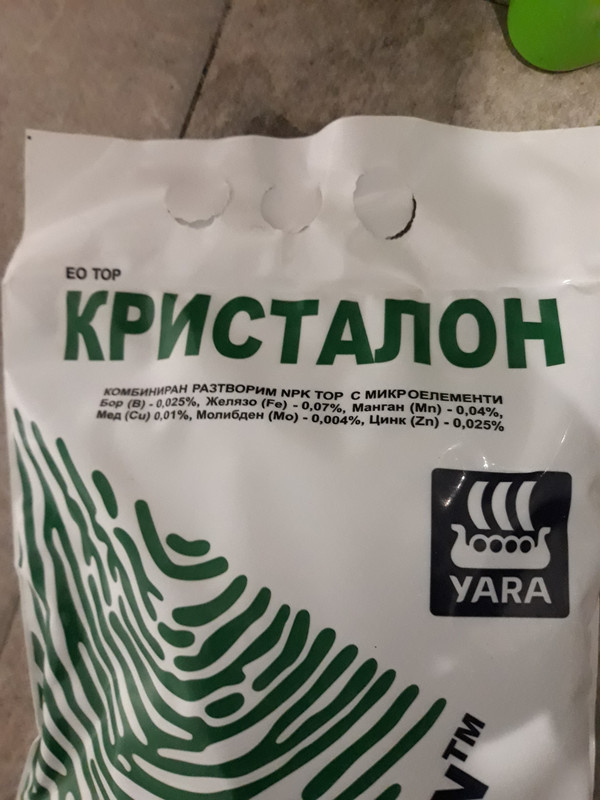 ЕО ТОР
КРИСТАЛОН
КОМБИНИРАН РАЗТВОРИМ NPK ТОР С МИКРОЕЛЕМЕНТИ
Бор (B) - 0,025%, Желязо (Fe) - 0,07%, Манган (Mn) - 0,04%,
Мед (Cu) 0,01%, Молибден (Mo) - 0,004%, Цинк (Zn) - 0,025%
YARA
TM